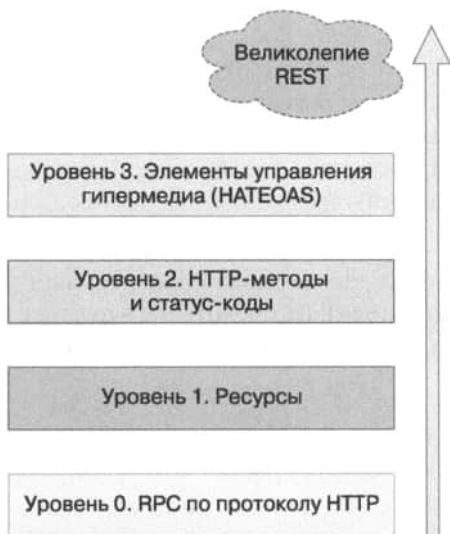 Великолепие
REST
Уровень 3. Элементы управления
гипермедиа (HATEOAS)
Уровень 2. HTTP-методы
и статус-коды
Уровень 1. Ресурсы
Уровень 0. RPC по протоколу HTTP